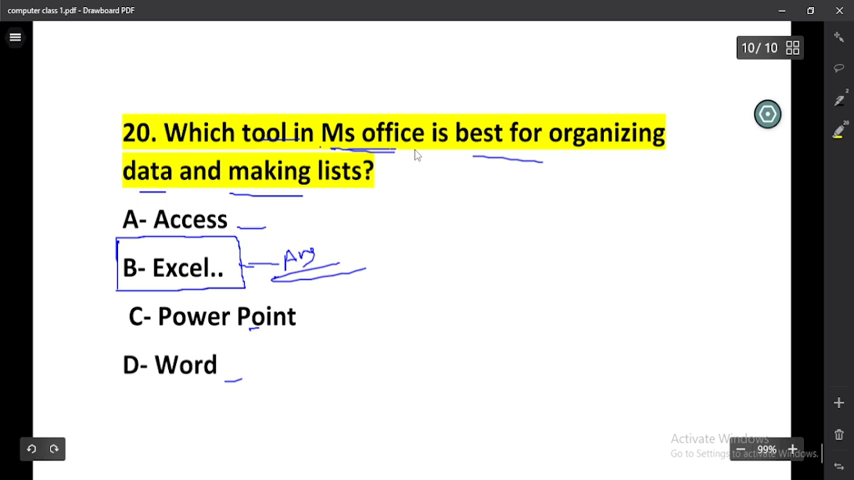 computer class 1.pdf - Drawboard PDF
10/10
20. Which tool in Ms office is best for organizing
data and making lists?
A- Access
B- Excel..
Ans
C- Power Point
D- Word
Activate Windows
Go to Settings to activate Windows.
99%